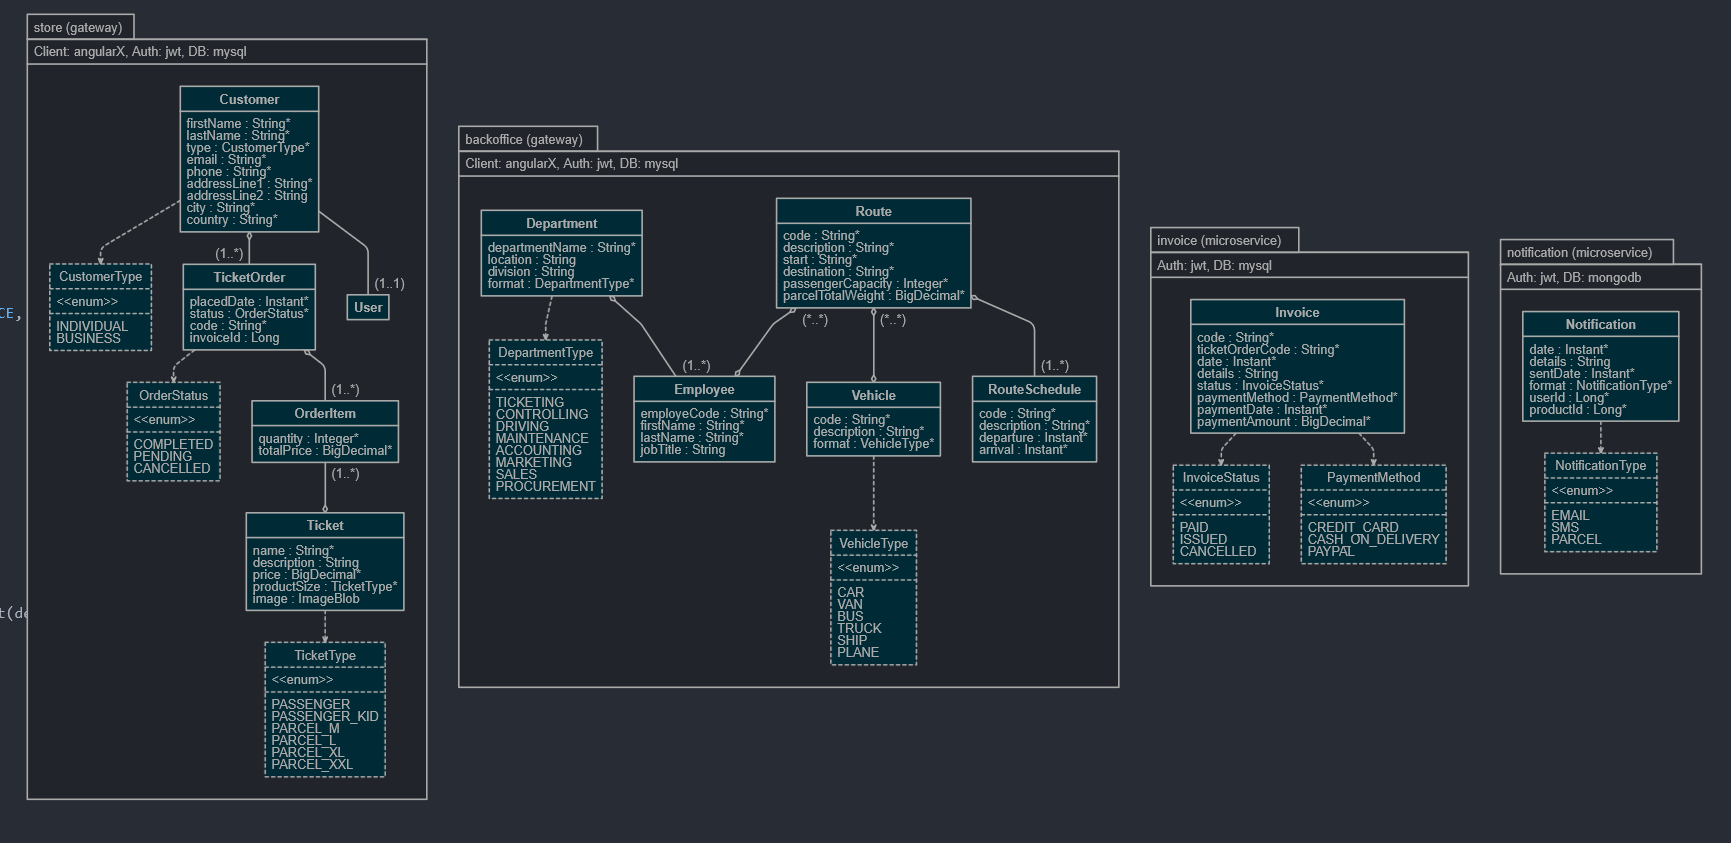 store (gateway)
Client: angularX, Auth: jwt, DB: mysql
Customer
firstName : String*
lastName : String*
type : CustomerType*
email : String*
phone : String*
addressLine1 : String*
addressLine2 : String
city : String*
country : String*
(1..*)
(1..1)
CustomerType
<<enum>>
INDIVIDUAL
BUSINESS
TicketOrder
placedDate : Instant*
status : OrderStatus*
code : String*
invoiceId : Long
User
OrderStatus
<<enum>>
COMPLETED
PENDING
CANCELLED
(1..*)
OrderItem
quantity : Integer*
totalPrice : BigDecimal*
(1..*)
Ticket
name : String*
description : String
price : BigDecimal*
productSize : TicketType*
image : ImageBlob
TicketType
<<enum>>
PASSENGER
PASSENGER_KID
PARCEL_M
PARCEL_L
PARCEL_XL
PARCEL_XXL
CE,
t(de
backoffice (gateway)
Client: angularX, Auth: jwt, DB: mysql
Department
departmentName : String*
location : String
division : String
format : DepartmentType*
Route
code : String*
description : String*
start : String*
destination : String*
passengerCapacity : Integer*
parcelTotalWeight : BigDecimal*
(*..*)
(*..*)
DepartmentType
<<enum>>
TICKETING
CONTROLLING
DRIVING
MAINTENANCE
ACCOUNTING
MARKETING
SALES
PROCUREMENT
(1..*)
Employee
employeCode : String*
firstName : String*
lastName : String*
jobTitle : String
Vehicle
code : String*
description : String*
format : VehicleType*
(1..*)
RouteSchedule
code : String*
description : String*
departure : Instant*
arrival : Instant*
VehicleType
<<enum>>
CAR
VAN
BUS
TRUCK
SHIP
PLANE
invoice (microservice)
Auth: jwt, DB: mysql
Invoice
code : String*
ticketOrderCode : String*
date : Instant*
details : String
status : InvoiceStatus*
paymentMethod : PaymentMethod*
paymentDate : Instant*
paymentAmount : BigDecimal*
InvoiceStatus
<<enum>>
PAID
ISSUED
CANCELLED
PaymentMethod
<<enum>>
CREDIT_CARD
CASH_ON_DELIVERY
PAYPAL
notification (microservice)
Auth: jwt, DB: mongodb
Notification
date : Instant*
details : String
sentDate : Instant*
format : NotificationType*
userId : Long*
productId : Long*
NotificationType
<<enum>>
EMAIL
SMS
PARCEL